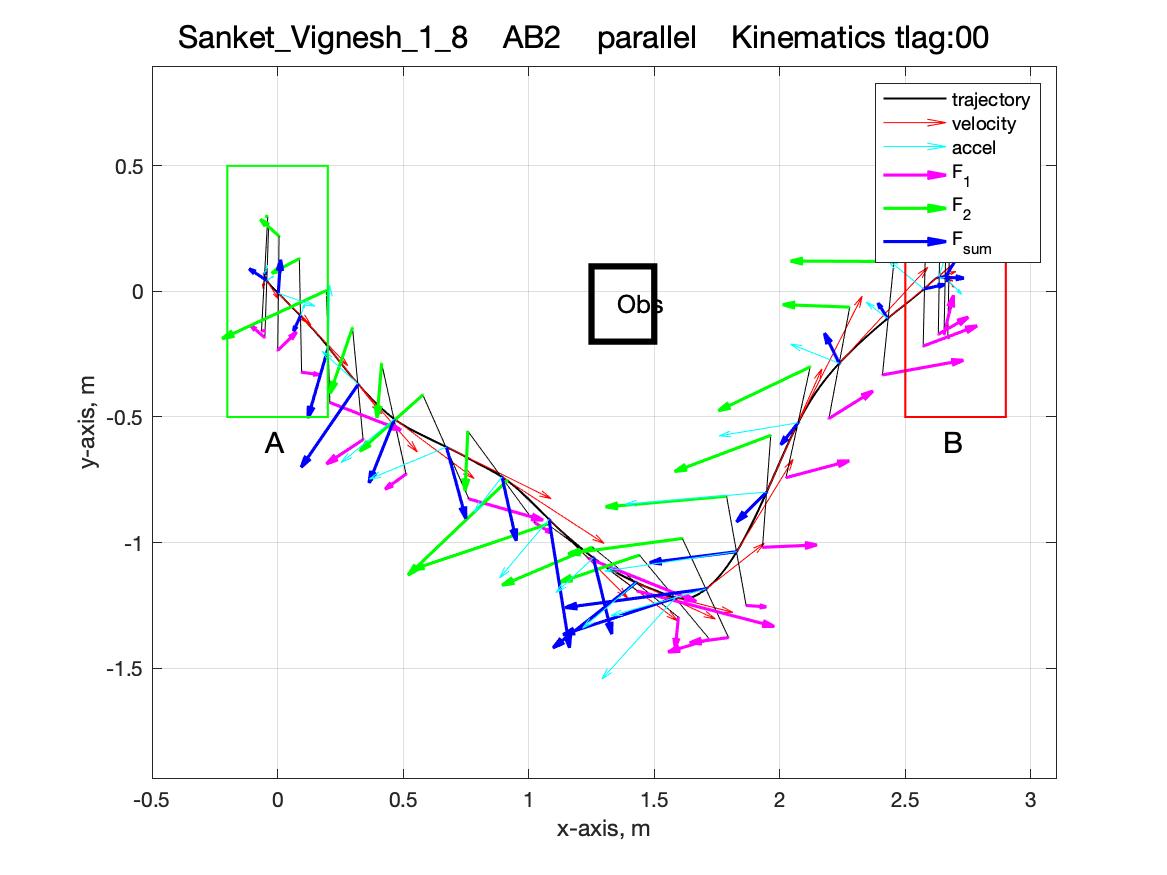 Sanket_Vignesh_1_8 AB2 parallel Kinematics tlag:00
trajectory
velocity
accel
F1
F2
Fsum
0.5
0
-0.5
-1
-1.5
y-axis, m
Obs
A
B
-0.5 0 0.5 1 1.5 2 2.5 3
x-axis, m